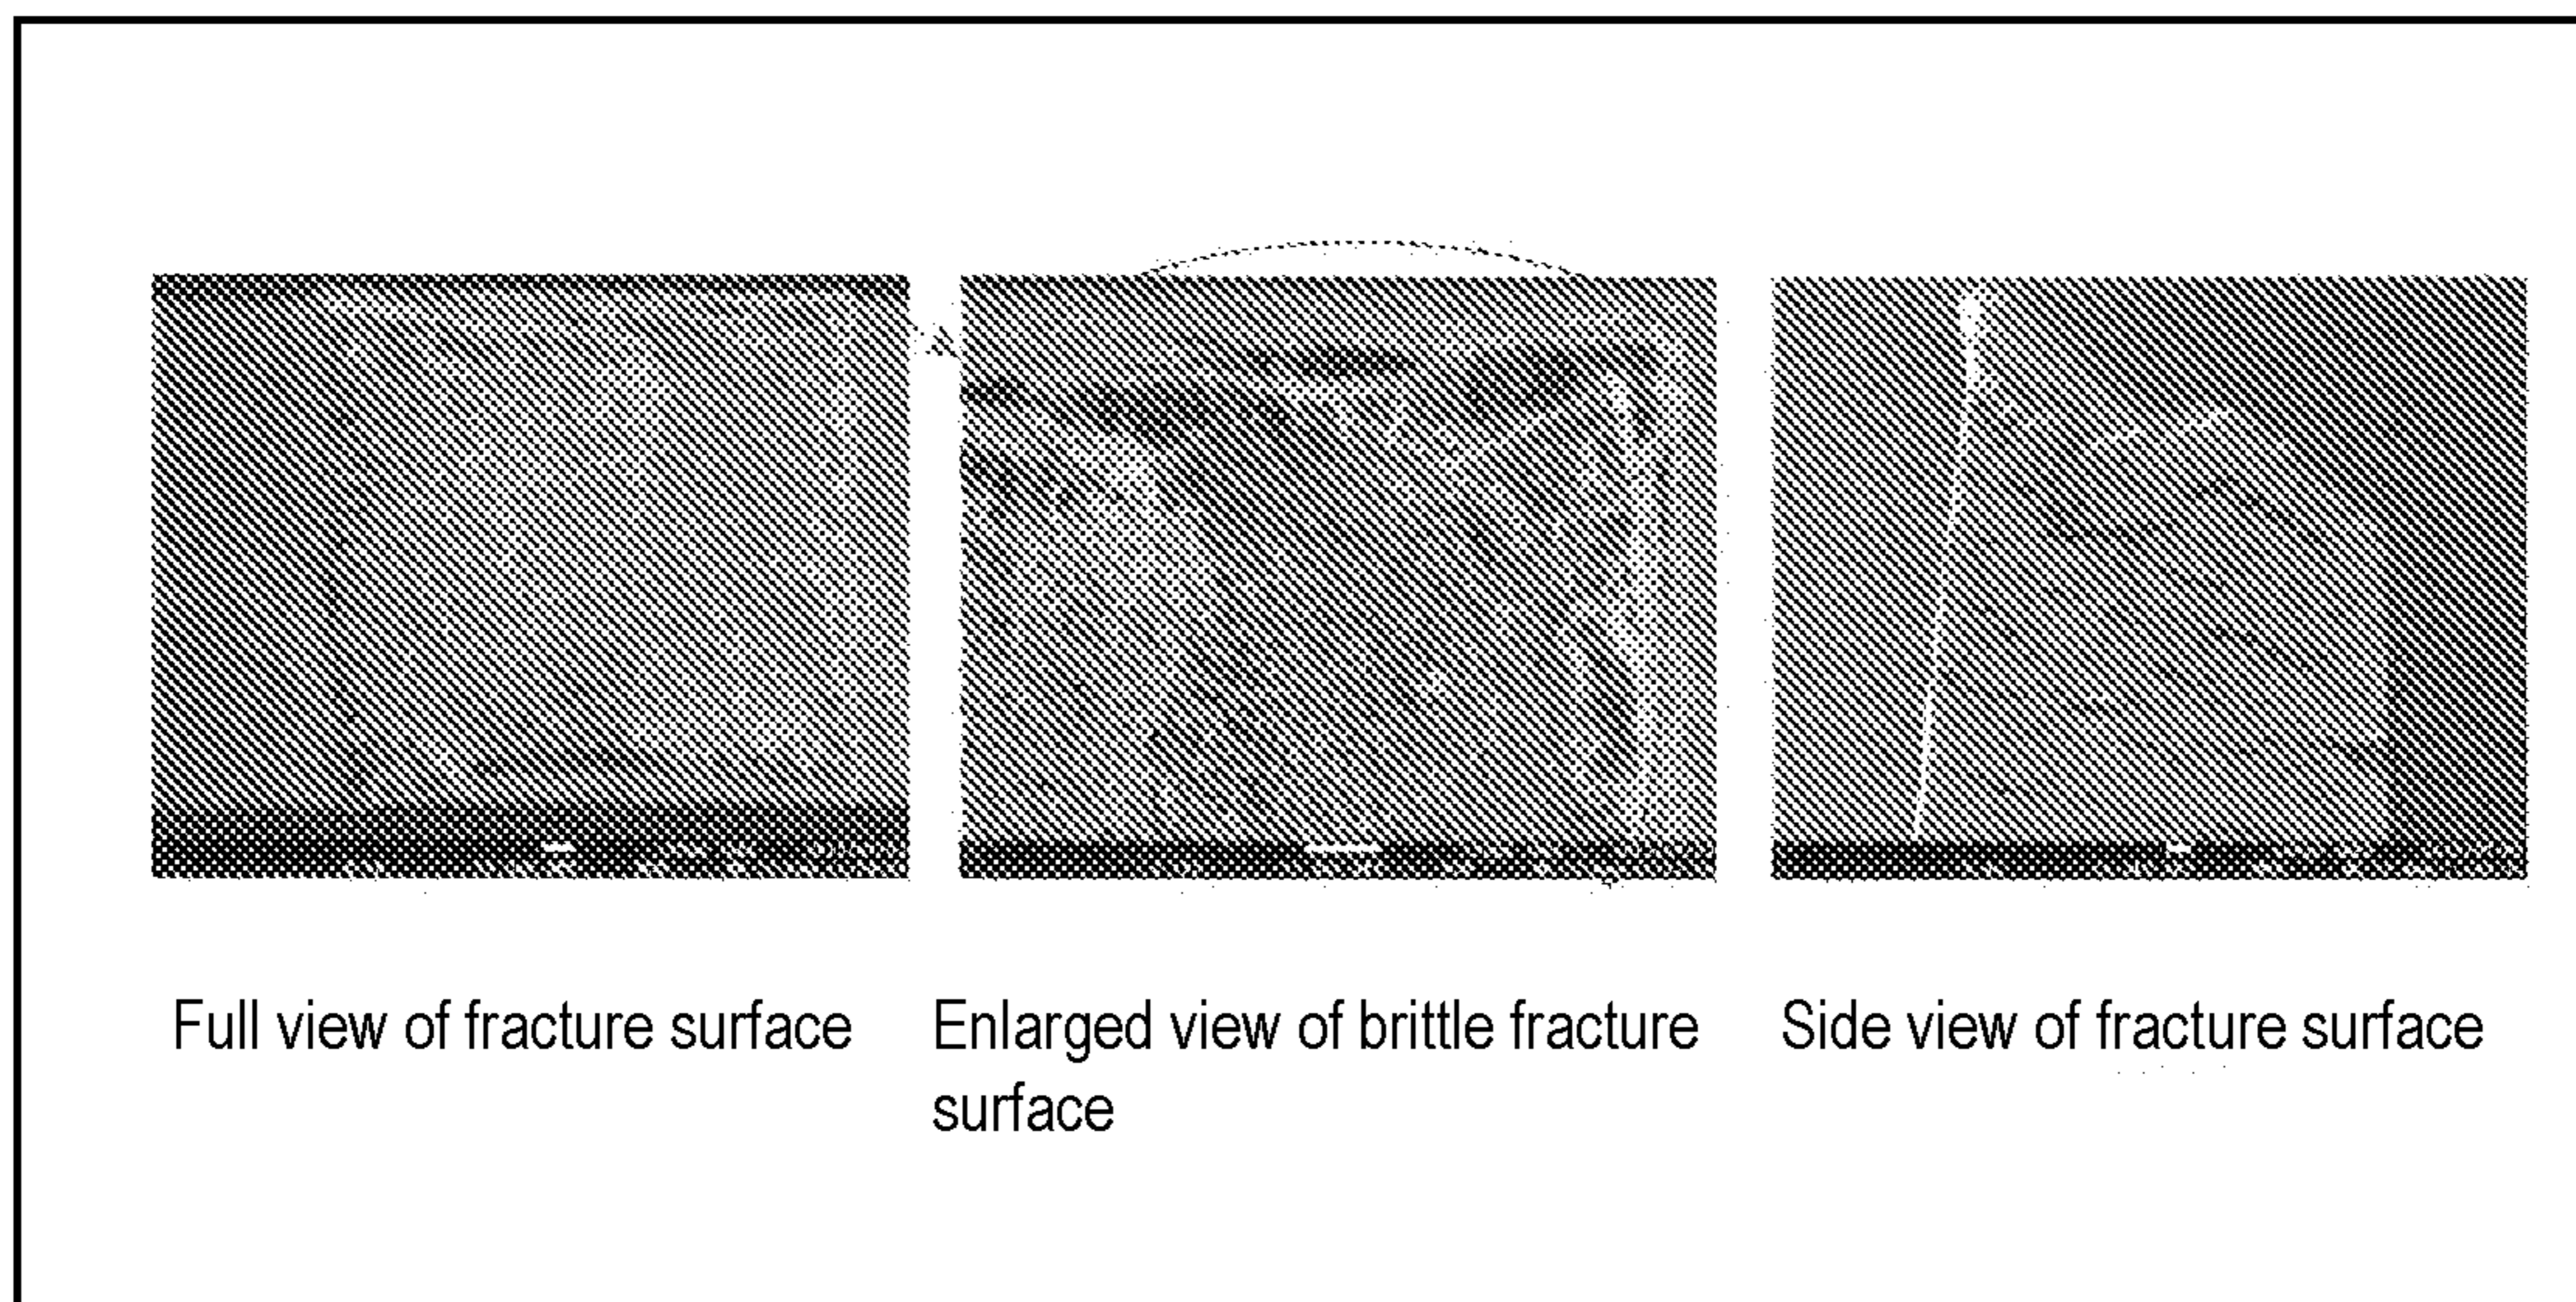 Full view of fracture surface
Enlarged view of brittle fracture
surface
Side view of fracture surface